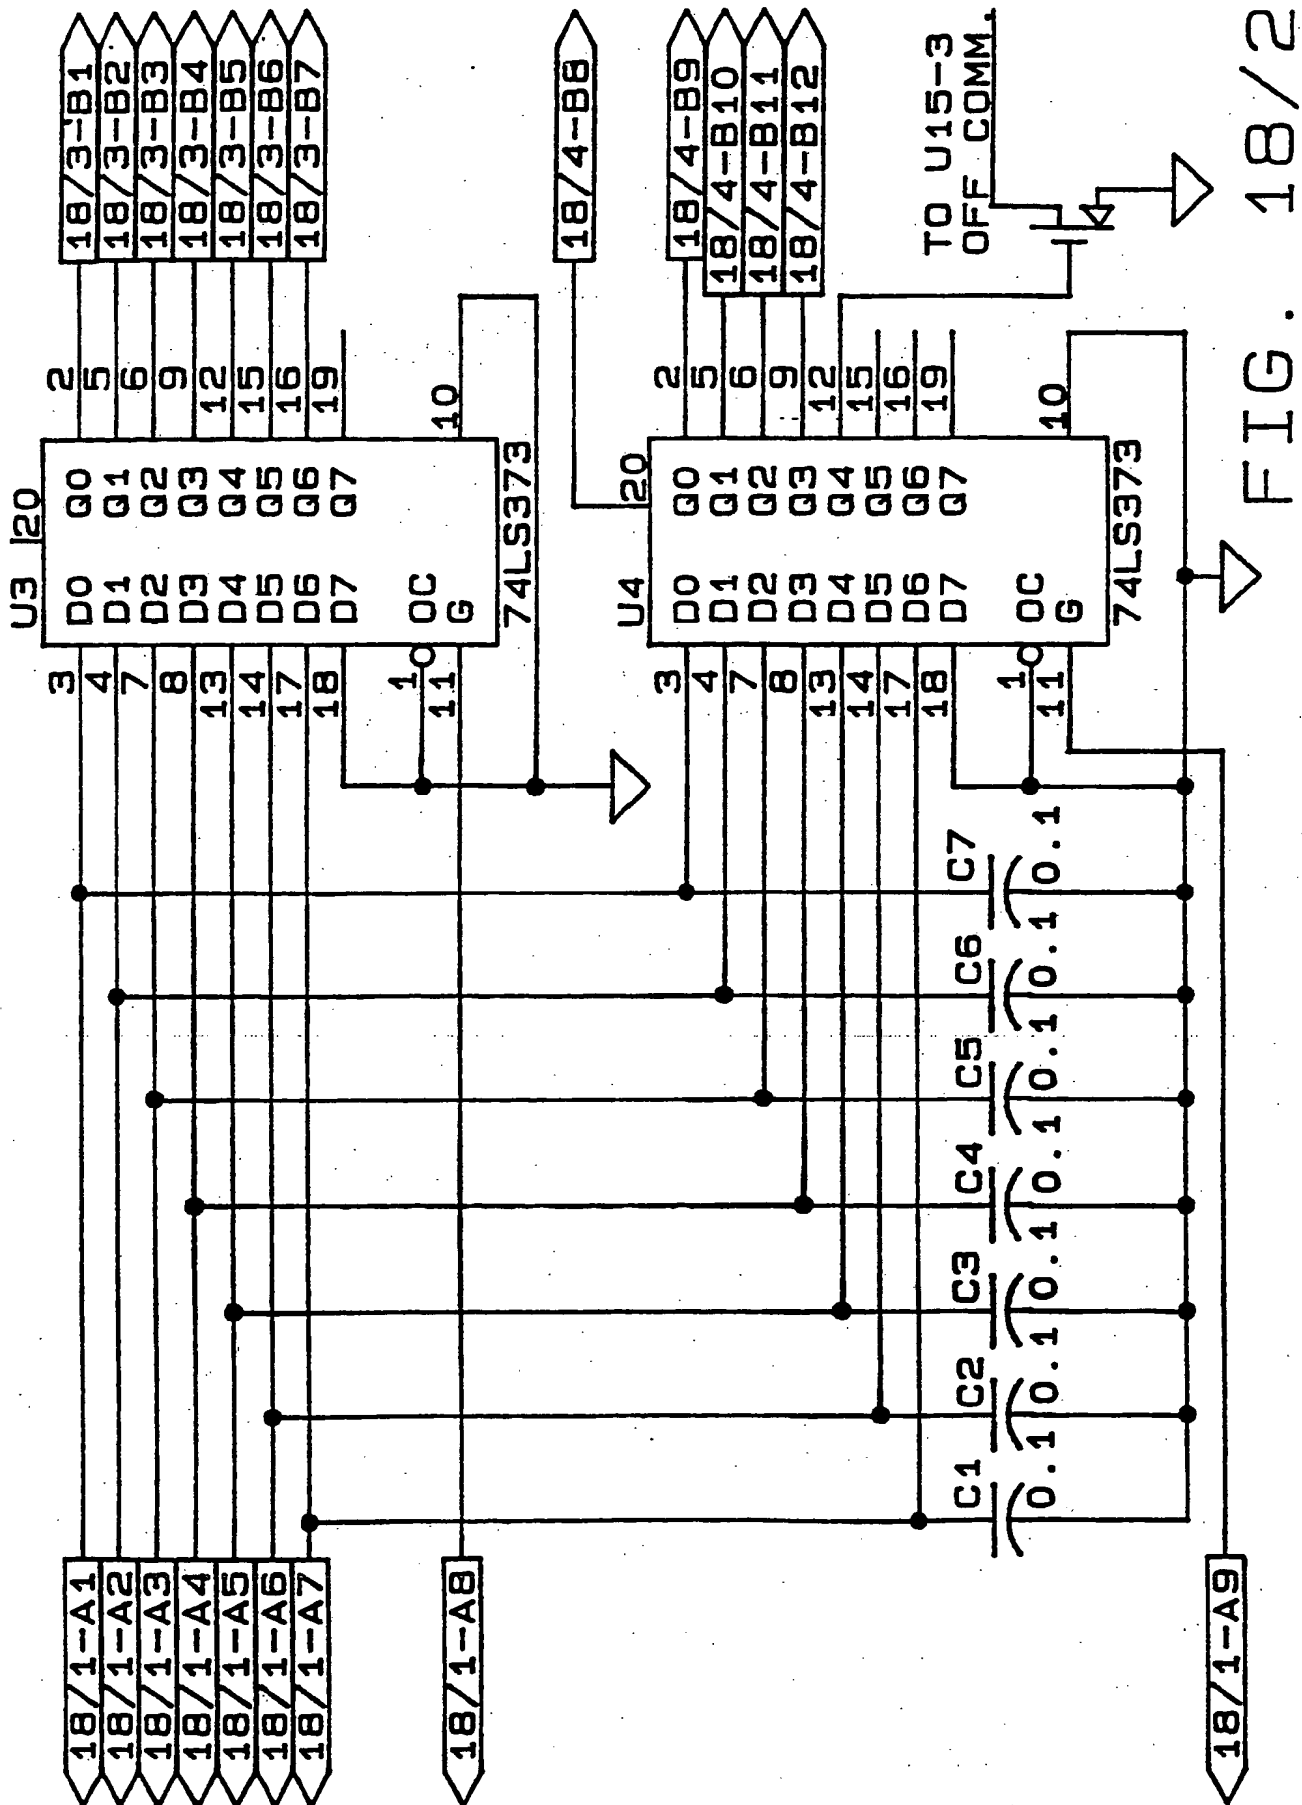 18/3-B1
18/3-B2
18/3-B3
18/3-B4
18/3-B5
18/3-B6
18/3-B7
18/4-B8
18/4-B9
18/4-B10
18/4-B11
18/4-B12
TO U15-3
OFF COMM.
2
5
6
9
12
15
16
19
10
2
5
6
9
12
15
16
19
10
U3 20
D0 Q0
D1 Q1
D2 Q2
D3 Q3
D4 Q4
D5 Q5
D6 Q6
D7 Q7
OC
G
74LS373
U4 20
D0 Q0
D1 Q1
D2 Q2
D3 Q3
D4 Q4
D5 Q5
D6 Q6
D7 Q7
OC
G
74LS373
3
4
7
8
13
14
17
18
1
11
3
4
7
8
13
14
17
18
1
11
C7 0.1
C6 0.1
C5 0.1
C4 0.1
C3 0.1
C2 0.1
C1 0.1
18/1-A1
18/1-A2
18/1-A3
18/1-A4
18/1-A5
18/1-A6
18/1-A7
18/1-A8
18/1-A9
FIG. 18/2